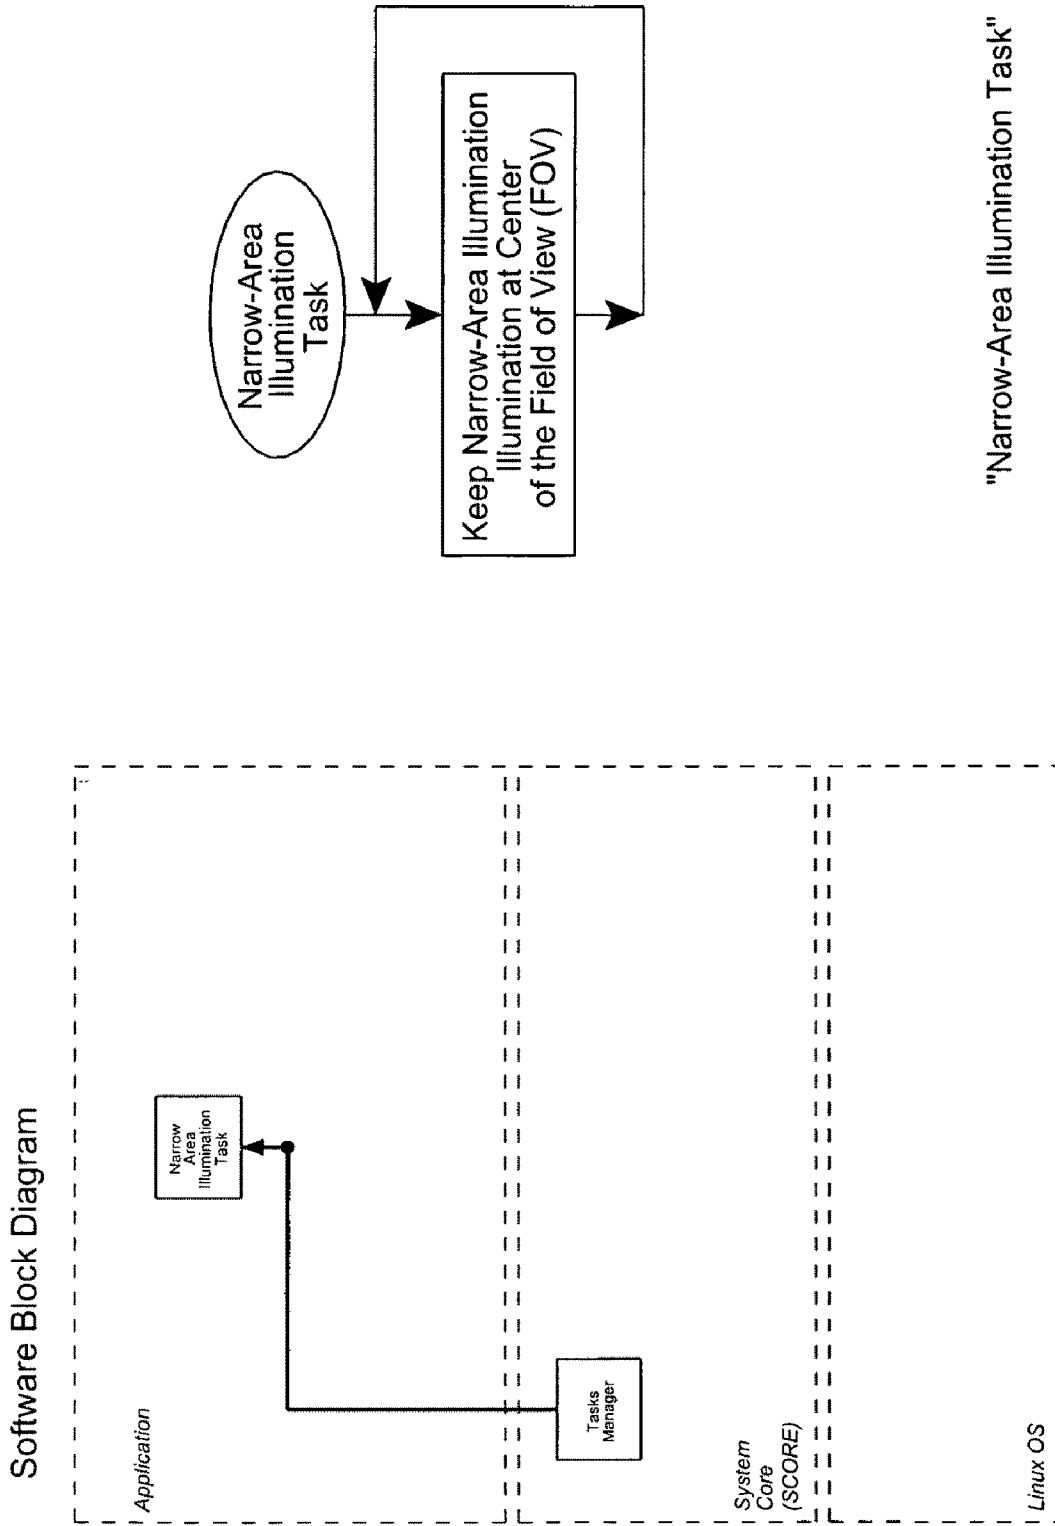 Software Block Diagram
Application
Narrow
Area
Illumination
Task
Tasks
Manager
System
Core
(SCORE)
Linux OS
Narrow-Area
Illumination
Task
Keep Narrow-Area Illumination
Illumination at Center
of the Field of View (FOV)
"Narrow-Area Illumination Task"